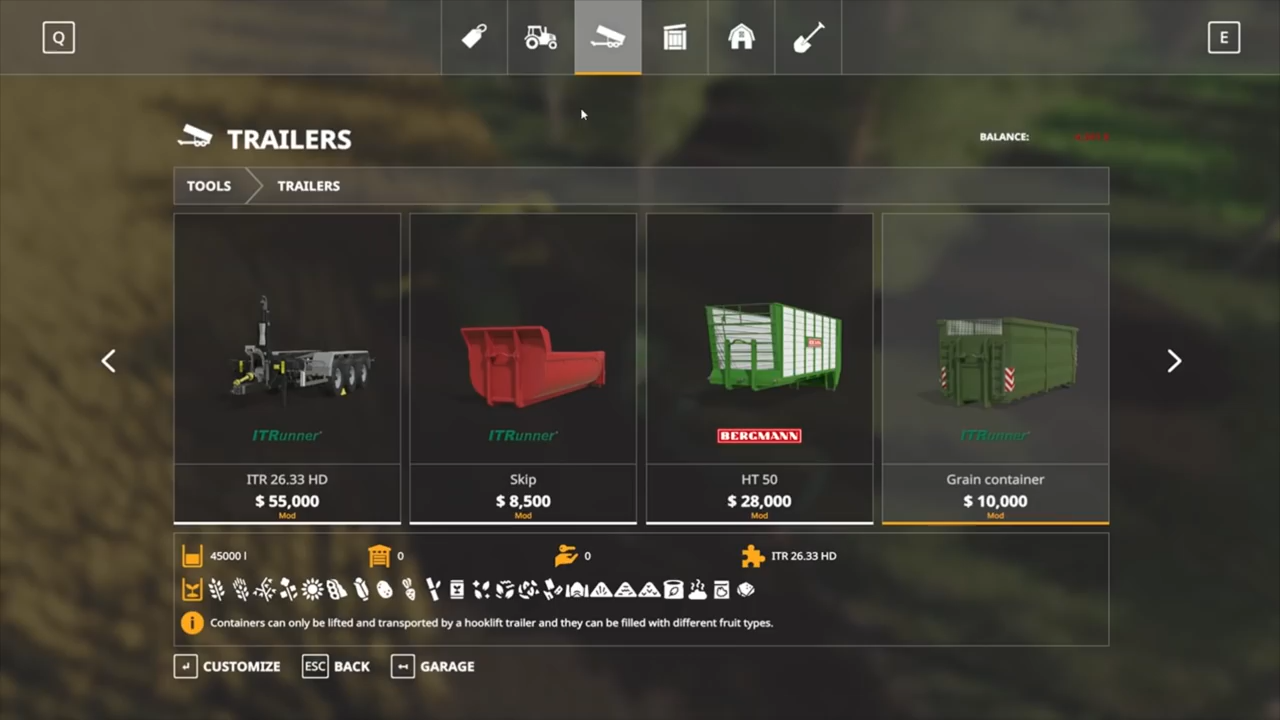 Q
E
TRAILERS
BALANCE:
TOOLS
TRAILERS
ITRunner
ITRunner
BERGMANN
ITRunner
ITR 26.33 HD
Skip
HT 50
Grain container
$ 55,000
$ 8,500
$ 28,000
$ 10,000
Mod
Mod
Mod
Mod
45000 l
0
0
ITR 26.33 HD
Containers can only be lifted and transported by a hooklift trailer and they can be filled with different fruit types.
CUSTOMIZE
ESC BACK
GARAGE